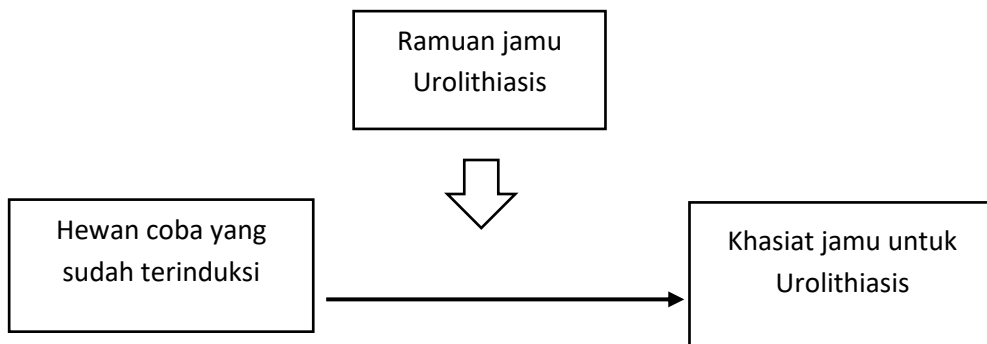 Ramuan jamu
Urolithiasis
Hewan coba yang
sudah terinduksi
Khasiat jamu untuk
Urolithiasis